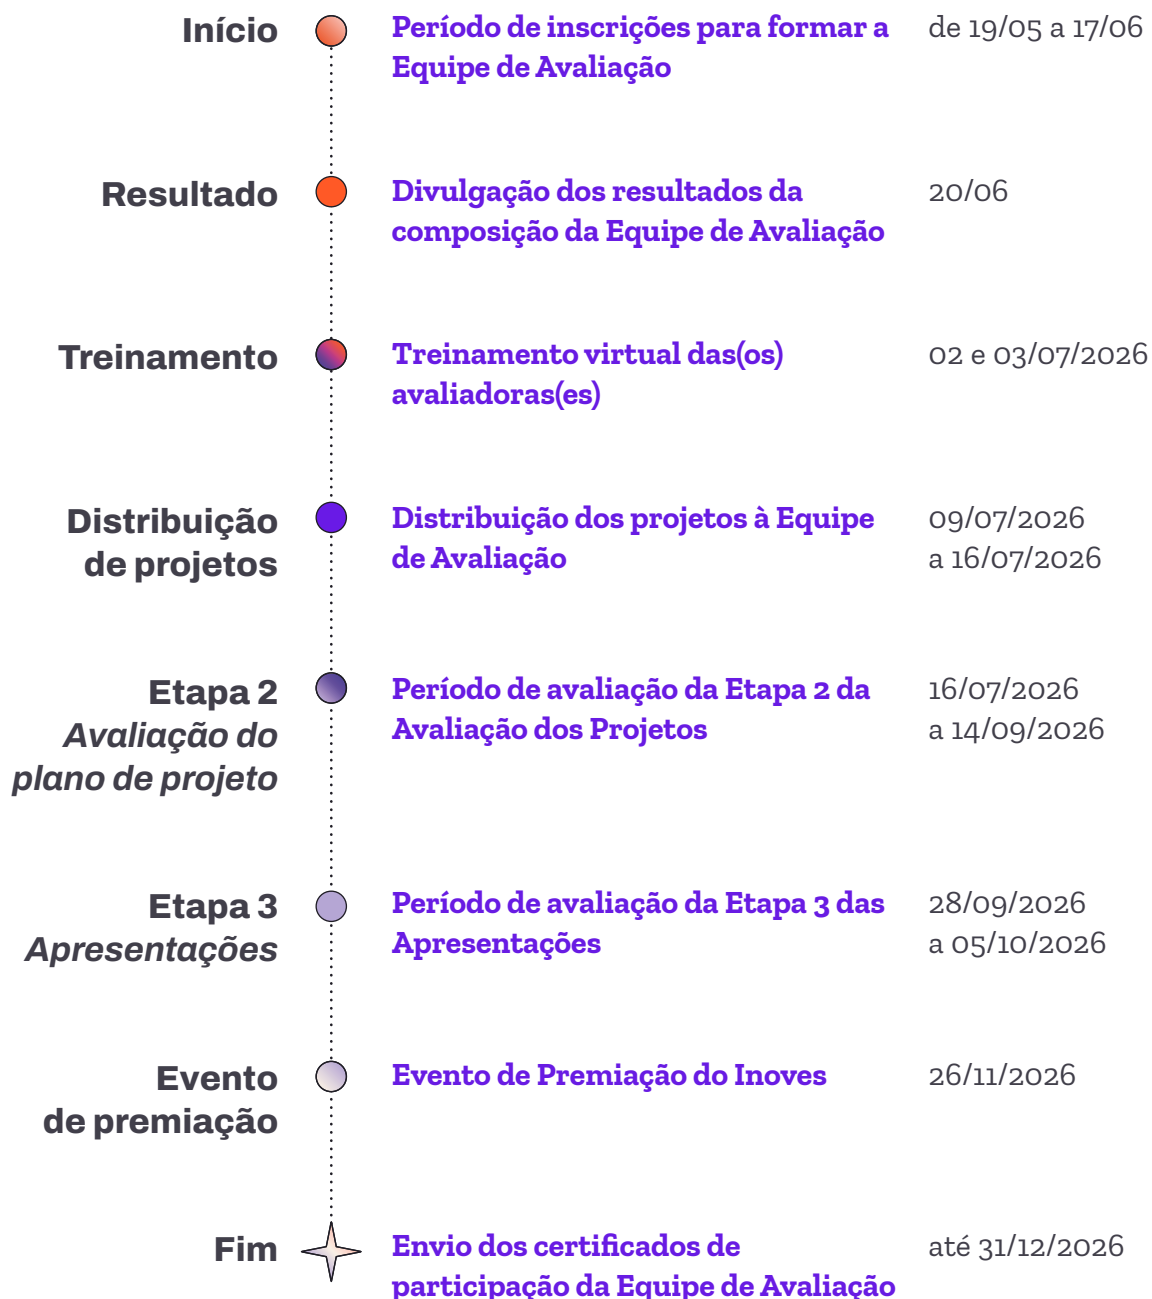 Início
Período de inscrições para formar a
Equipe de Avaliação
de 19/05 a 17/06
Resultado
Divulgação dos resultados da
composição da Equipe de Avaliação
20/06
Treinamento
Treinamento virtual das(os)
avaliadoras(es)
02 e 03/07/2026
Distribuição
de projetos
Distribuição dos projetos à Equipe
de Avaliação
09/07/2026
a 16/07/2026
Etapa 2
Avaliação do
plano de projeto
Período de avaliação da Etapa 2 da
Avaliação dos Projetos
16/07/2026
a 14/09/2026
Etapa 3
Apresentações
Período de avaliação da Etapa 3 das
Apresentações
28/09/2026
a 05/10/2026
Evento
de premiação
Evento de Premiação do Inoves
26/11/2026
Fim
Envio dos certificados de
participação da Equipe de Avaliação
até 31/12/2026